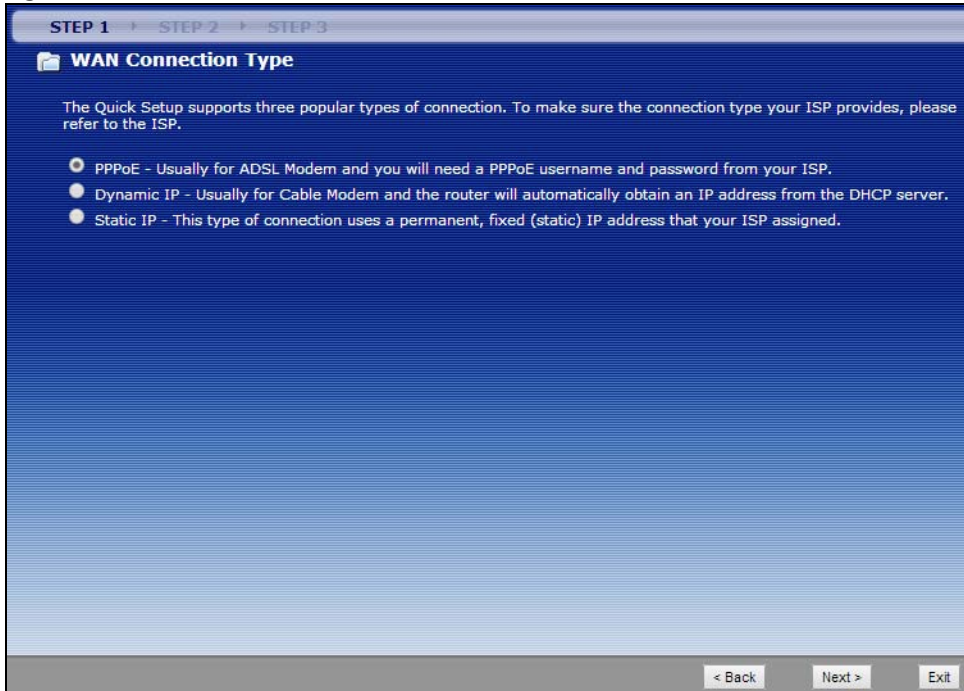 STEP 1 STEP 2 STEP 3
WAN Connection Type
The Quick Setup supports three popular types of connection. To make sure the connection type your ISP provides, please
refer to the ISP.
PPPoE - Usually for ADSL Modem and you will need a PPPoE username and password from your ISP.
Dynamic IP - Usually for Cable Modem and the router will automatically obtain an IP address from the DHCP server.
Static IP - This type of connection uses a permanent, fixed (static) IP address that your ISP assigned.
< Back Next > Exit